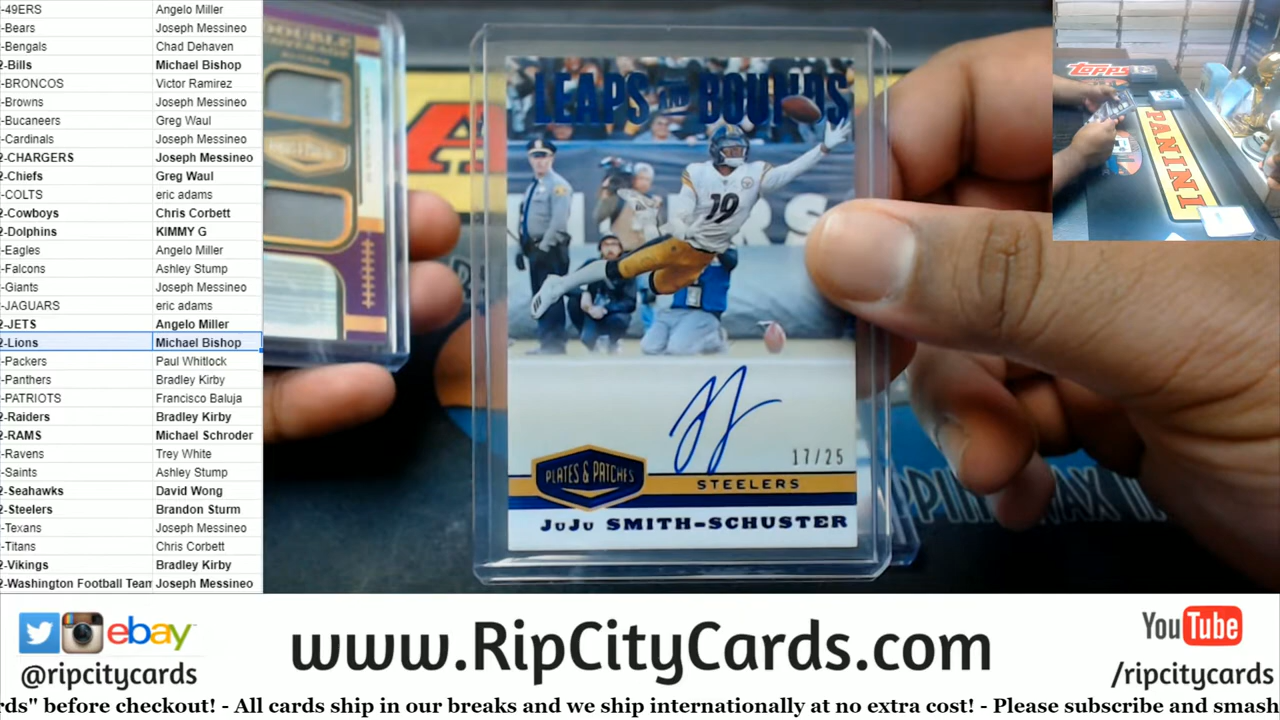 -49ERS Angelo Miller
-Bears Joseph Messineo
-Bengals Chad Dehaven
2-Bills Michael Bishop
-BRONCOS Victor Ramirez
-Browns Joseph Messineo
-Bucaneers Greg Waul
-Cardinals Joseph Messineo
2-CHARGERS Joseph Messineo
2-Chiefs Greg Waul
-COLTS eric adams
2-Cowboys Chris Corbett
2-Dolphins KIMMY G
-Eagles Angelo Miller
-Falcons Ashley Stump
-Giants Joseph Messineo
-JAGUARS eric adams
2-JETS Angelo Miller
2-Lions Michael Bishop
-Packers Paul Whitlock
-Panthers Bradley Kirby
-PATRIOTS Francisco Baluja
2-Raiders Bradley Kirby
2-RAMS Michael Schroder
-Ravens Trey White
-Saints Ashley Stump
2-Seahawks David Wong
2-Steelers Brandon Sturm
-Texans Joseph Messineo
-Titans Chris Corbett
2-Vikings Bradley Kirby
2-Washington Football Team Joseph Messineo
DOUBLE
LEAPS AND BOUNDS
19
17/25
PLATES & PATCHES
STEELERS
JuJu SMITH-SCHUSTER
Topps
PANINI
ebay
@ripcitycards
www.RipCityCards.com
YouTube
/ripcitycards
rds" before checkout! - All cards ship in our breaks and we ship internationally at no extra cost! - Please subscribe and smash